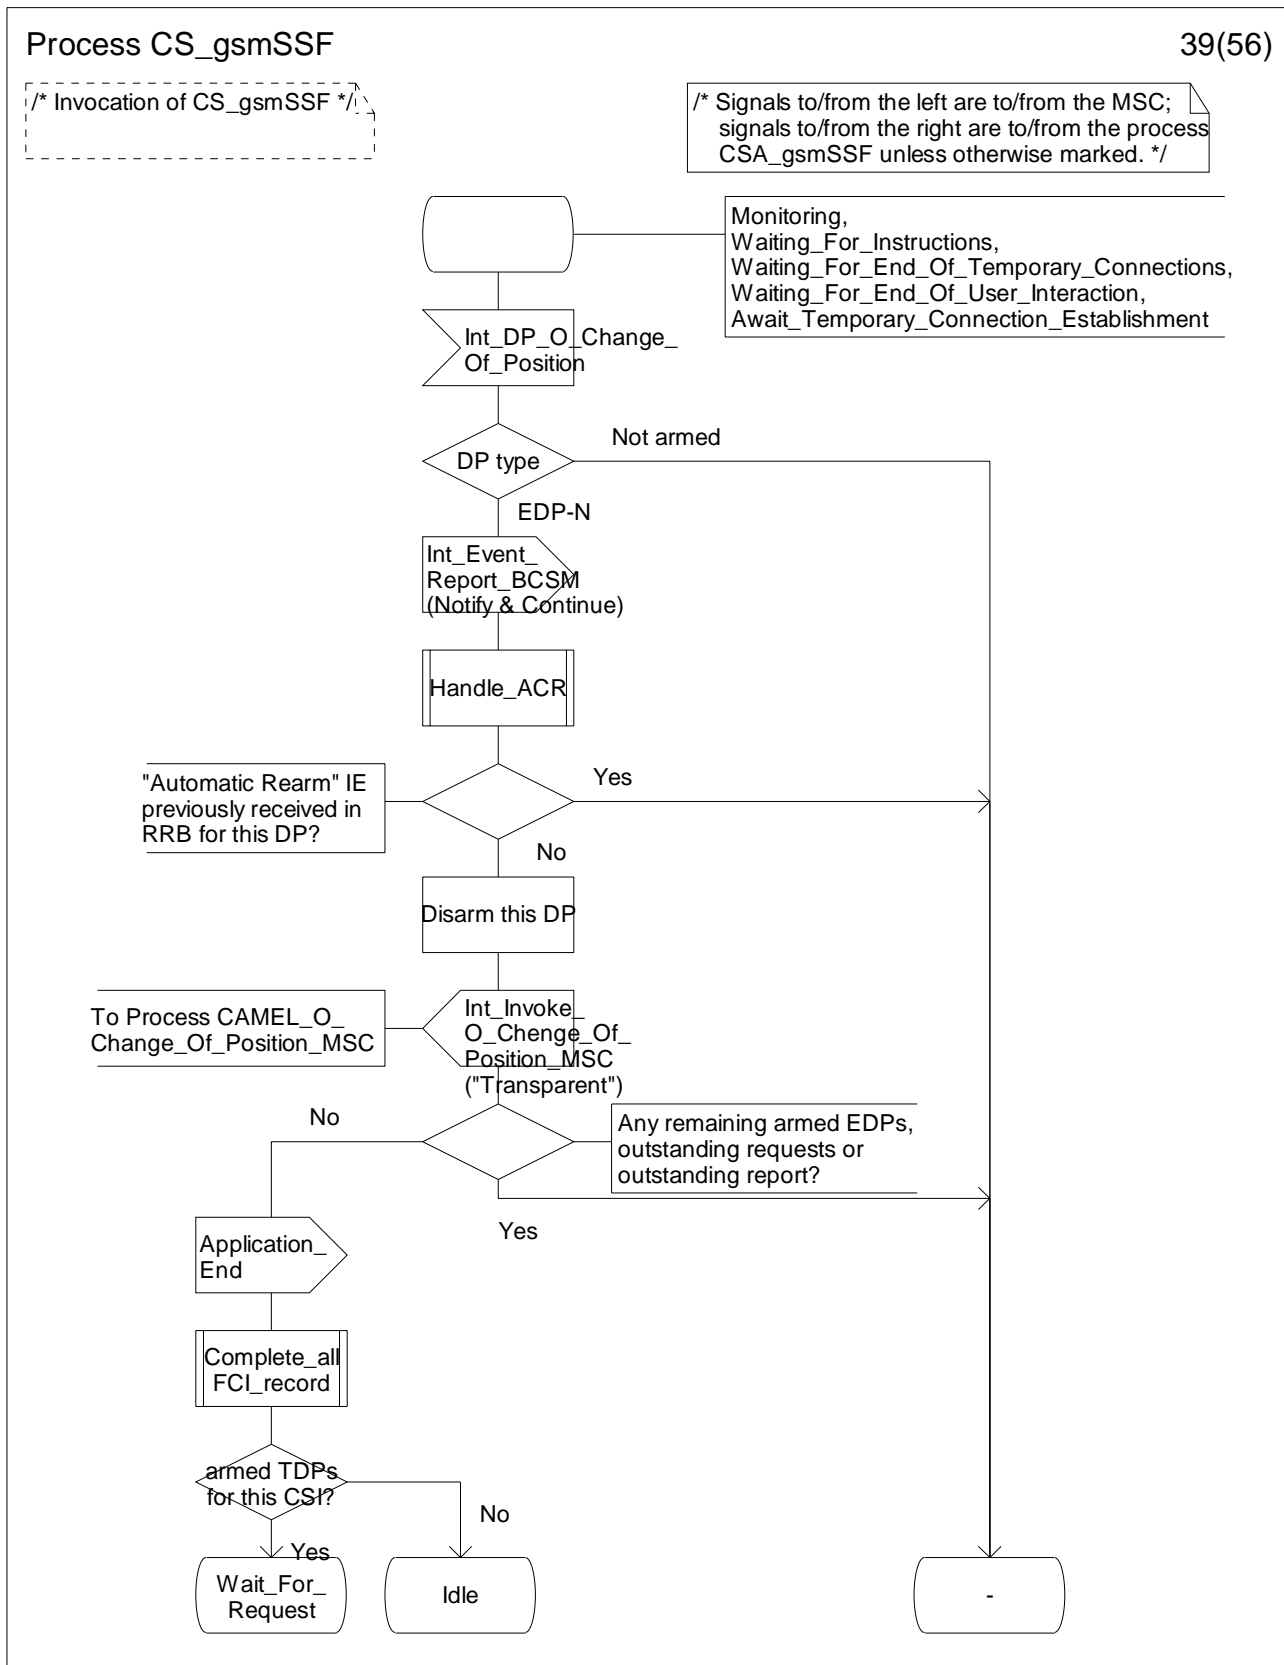 Process CS_gsmSSF
39(56)
/* Invocation of CS_gsmSSF */
/* Signals to/from the left are to/from the MSC;
signals to/from the right are to/from the process
CSA_gsmSSF unless otherwise marked. */
Monitoring,
Waiting_For_Instructions,
Waiting_For_End_Of_Temporary_Connections,
Waiting_For_End_Of_User_Interaction,
Await_Temporary_Connection_Establishment
Int_DP_O_Change_
Of_Position
Not armed
DP type
EDP-N
Int_Event_
Report_BCSM
(Notify & Continue)
Handle_ACR
"Automatic Rearm" IE
previously received in
RRB for this DP?
Yes
No
Disarm this DP
To Process CAMEL_O_
Change_Of_Position_MSC
Int_Invoke_
O_Chenge_Of_
Position_MSC
("Transparent")
No
Any remaining armed EDPs,
outstanding requests or
outstanding report?
Yes
Application_
End
Complete_all
FCI_record
armed TDPs
for this CSI?
No
Yes
Wait_For_
Request
Idle
-